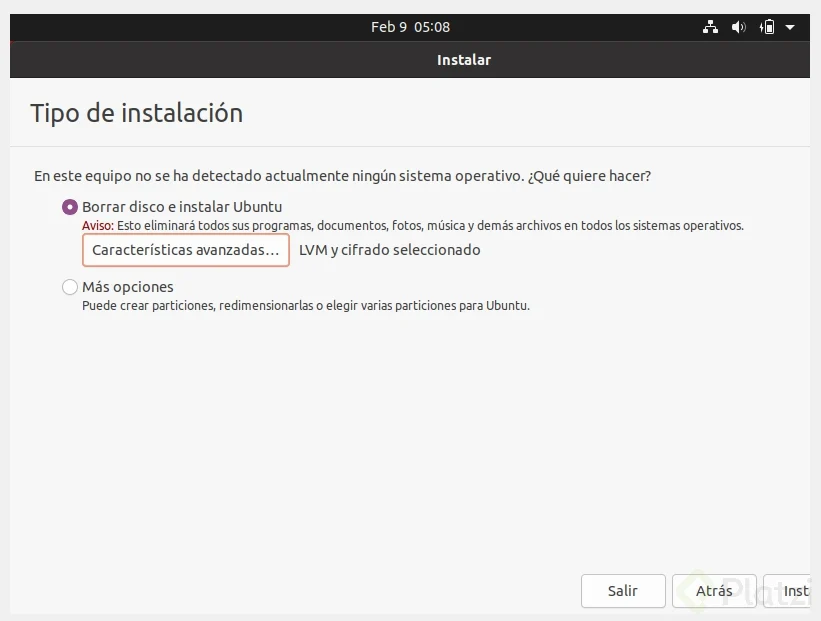 Feb 9 05:08
Instalar
Tipo de instalación
En este equipo no se ha detectado actualmente ningún sistema operativo. ¿Qué quiere hacer?
Borrar disco e instalar Ubuntu
Aviso: Esto eliminará todos sus programas, documentos, fotos, música y demás archivos en todos los sistemas operativos.
Características avanzadas... LVM y cifrado seleccionado
Más opciones
Puede crear particiones, redimensionarlas o elegir varias particiones para Ubuntu.
Salir Atrás Inst
Platzi